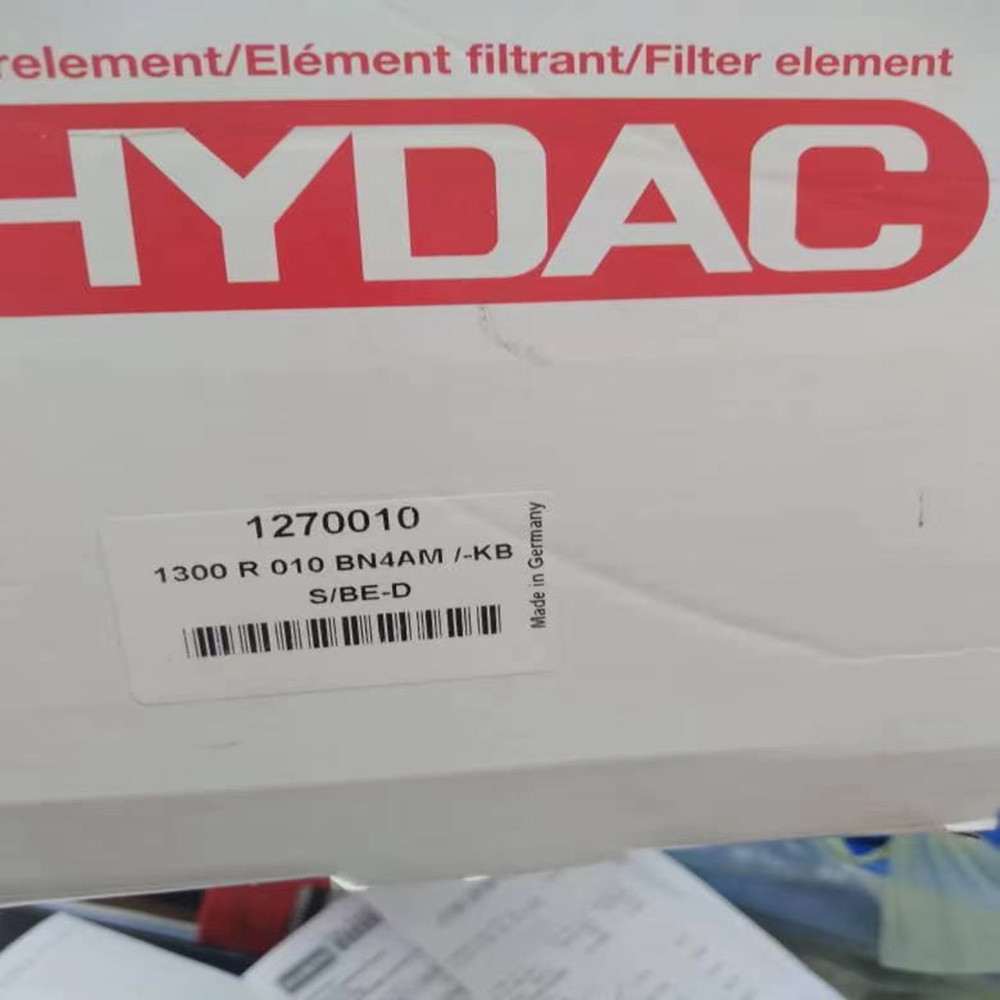 relement/Elément filtrant/Filter element
HYDAC
1270010
1300 R 010 BN4AM /-KB
S/BE-D
Made in Germany